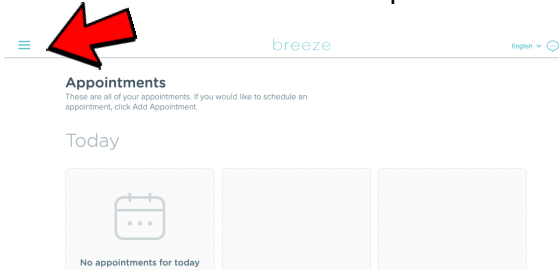 breeze
English
Appointments
These are all of your appointments. If you would like to schedule an
appointment, click Add Appointment.
Today
No appointments for today